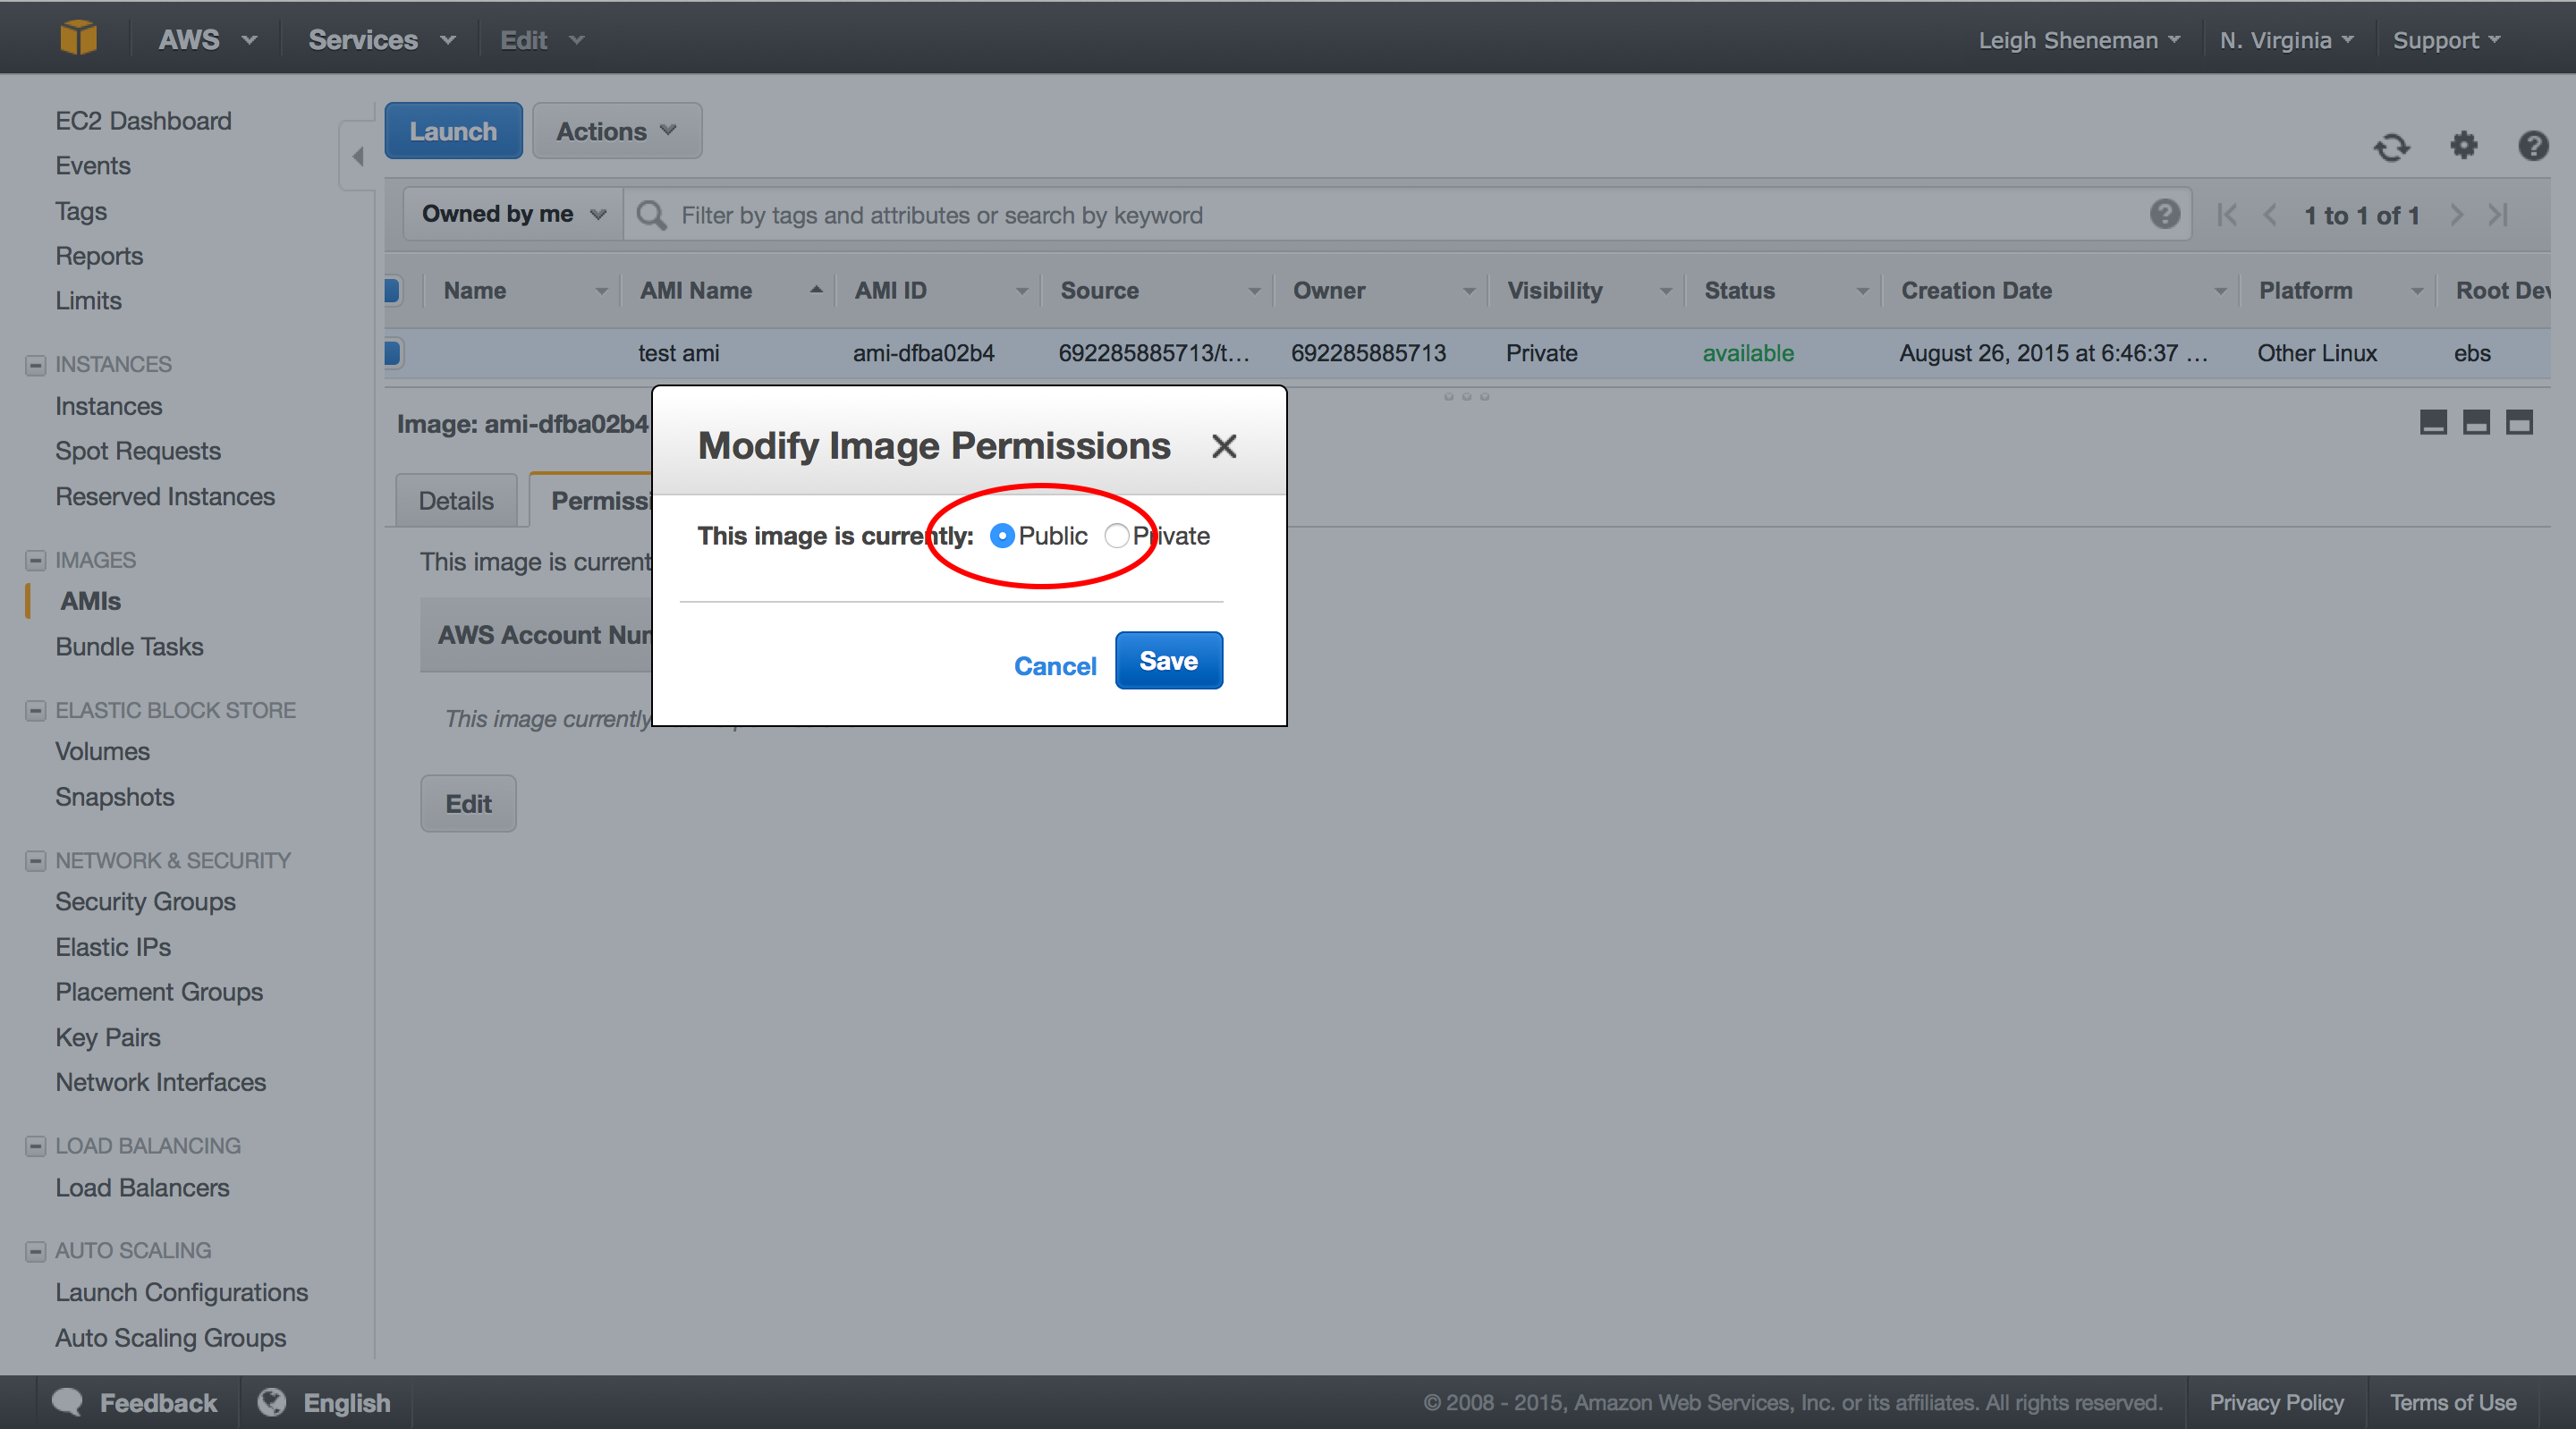 AWS Services Edit Leigh Sheneman N. Virginia Support
EC2 Dashboard
Events
Tags
Reports
Limits
INSTANCES
Instances
Spot Requests
Reserved Instances
IMAGES
AMIs
Bundle Tasks
ELASTIC BLOCK STORE
Volumes
Snapshots
NETWORK & SECURITY
Security Groups
Elastic IPs
Placement Groups
Key Pairs
Network Interfaces
LOAD BALANCING
Load Balancers
AUTO SCALING
Launch Configurations
Auto Scaling Groups
Launch Actions
Owned by me Filter by tags and attributes or search by keyword 1 to 1 of 1
Name AMI Name AMI ID Source Owner Visibility Status Creation Date Platform Root Dev
test ami ami-dfba02b4 692285885713/t... 692285885713 Private available August 26, 2015 at 6:46:37 ... Other Linux ebs
Image: ami-dfba02b4
Details Permissi
This image is current
AWS Account Nu
This image currently
Edit
Modify Image Permissions
This image is currently: Public Private
Cancel Save
Feedback English © 2008 - 2015, Amazon Web Services, Inc. or its affiliates. All rights reserved. Privacy Policy Terms of Use